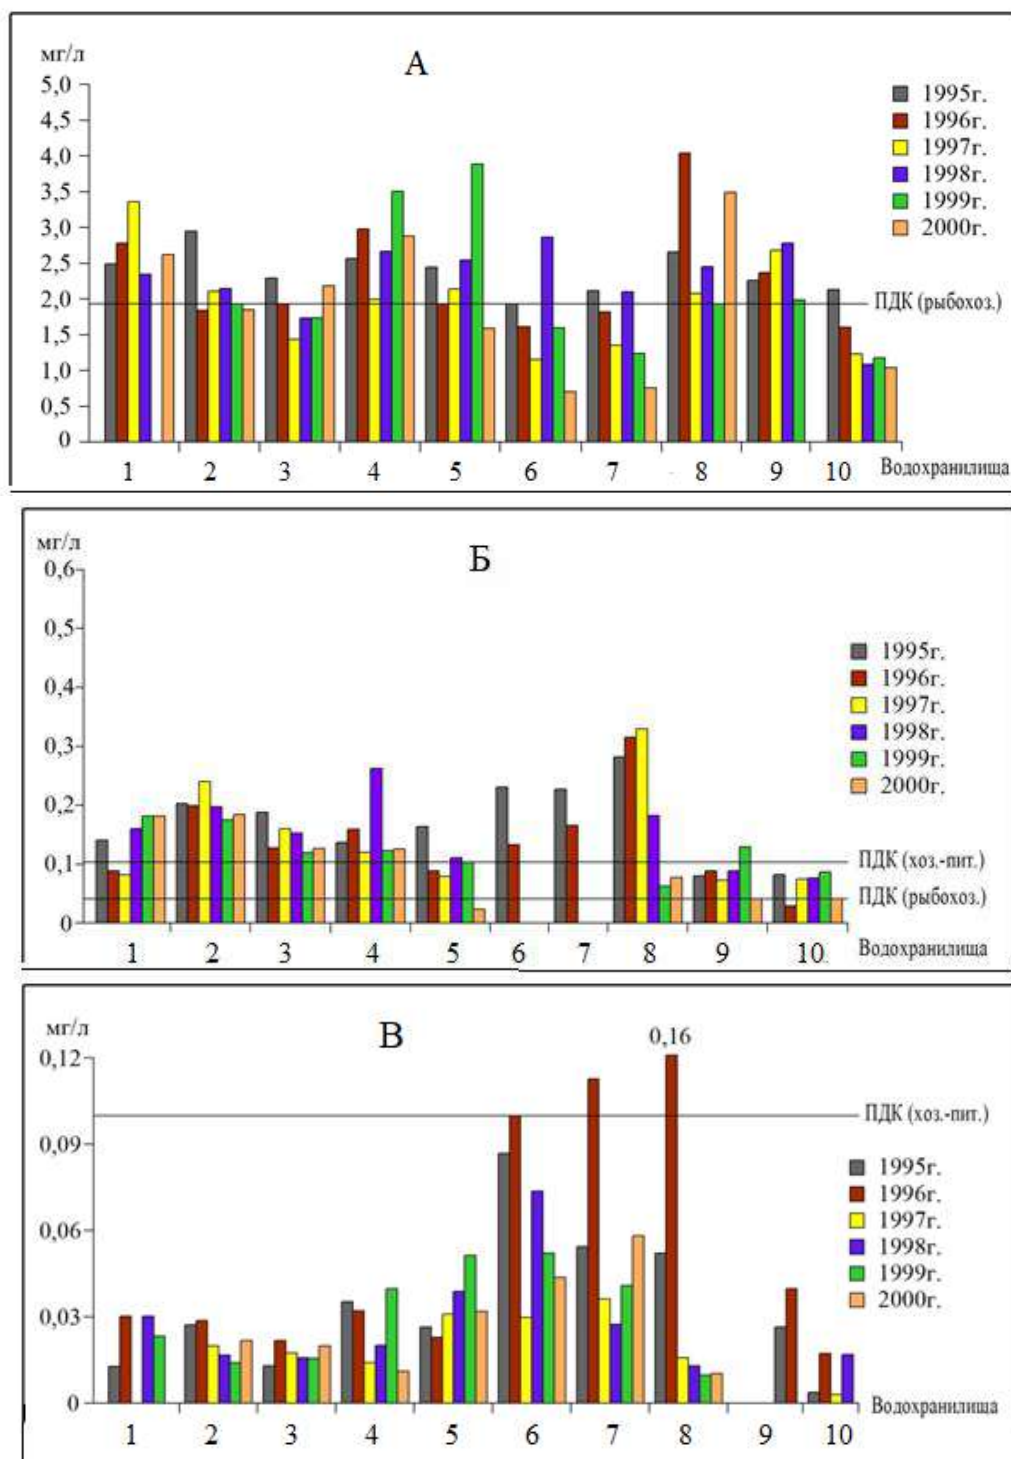 А
мг/л
5,0
4,5
4,0
3,5
3,0
2,5
2,0
1,5
1,0
0,5
0
1995г.
1996г.
1997г.
1998г.
1999г.
2000г.
ПДК (рыбохоз.)
1 2 3 4 5 6 7 8 9 10 Водохранилища
Б
мг/л
0,6
0,5
0,4
0,3
0,2
0,1
0
1995г.
1996г.
1997г.
1998г.
1999г.
2000г.
ПДК (хоз.-пит.)
ПДК (рыбохоз.)
1 2 3 4 5 6 7 8 9 10 Водохранилища
В
мг/л
0,16
0,12
0,09
0,06
0,03
0
ПДК (хоз.-пит.)
1995г.
1996г.
1997г.
1998г.
1999г.
2000г.
1 2 3 4 5 6 7 8 9 10 Водохранилища